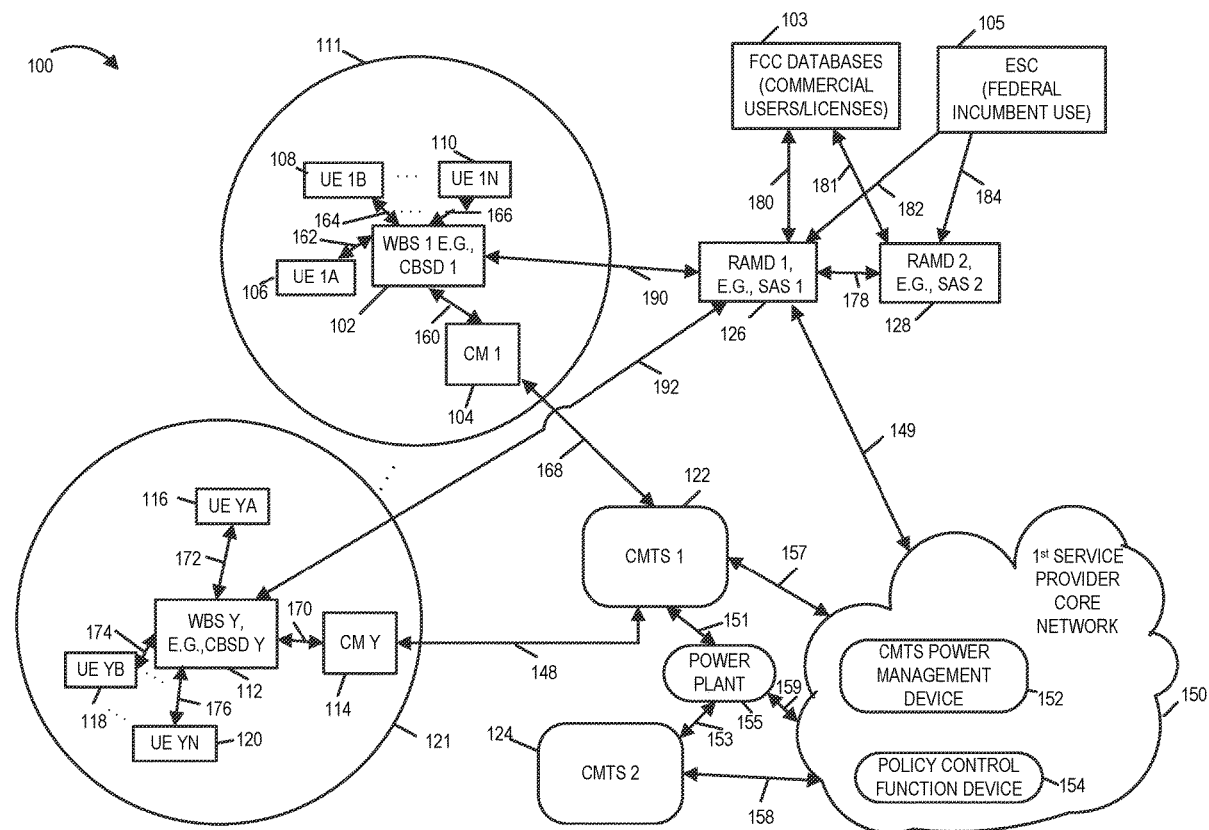 103
105
100
111
FCC DATABASES
(COMMERCIAL
USERS/LICENSES)
ESC
(FEDERAL
INCUMBENT USE)
108
UE 1B
. . .
110
UE 1N
164
. . . .
166
180
181
182
184
162
WBS 1 E.G.,
CBSD 1
106
UE 1A
102
160
190
RAMD 1,
E.G., SAS 1
178
RAMD 2,
E.G., SAS 2
126
128
CM 1
104
192
149
168
122
116
UE YA
CMTS 1
157
1st SERVICE
PROVIDER
CORE
NETWORK
172
WBS Y,
E.G.,CBSD Y
170
174
CM Y
148
151
UE YB
118
112
176
114
POWER
PLANT
159
155
CMTS POWER
MANAGEMENT
DEVICE
152
150
UE YN
120
121
124
153
CMTS 2
158
POLICY CONTROL
FUNCTION DEVICE
154